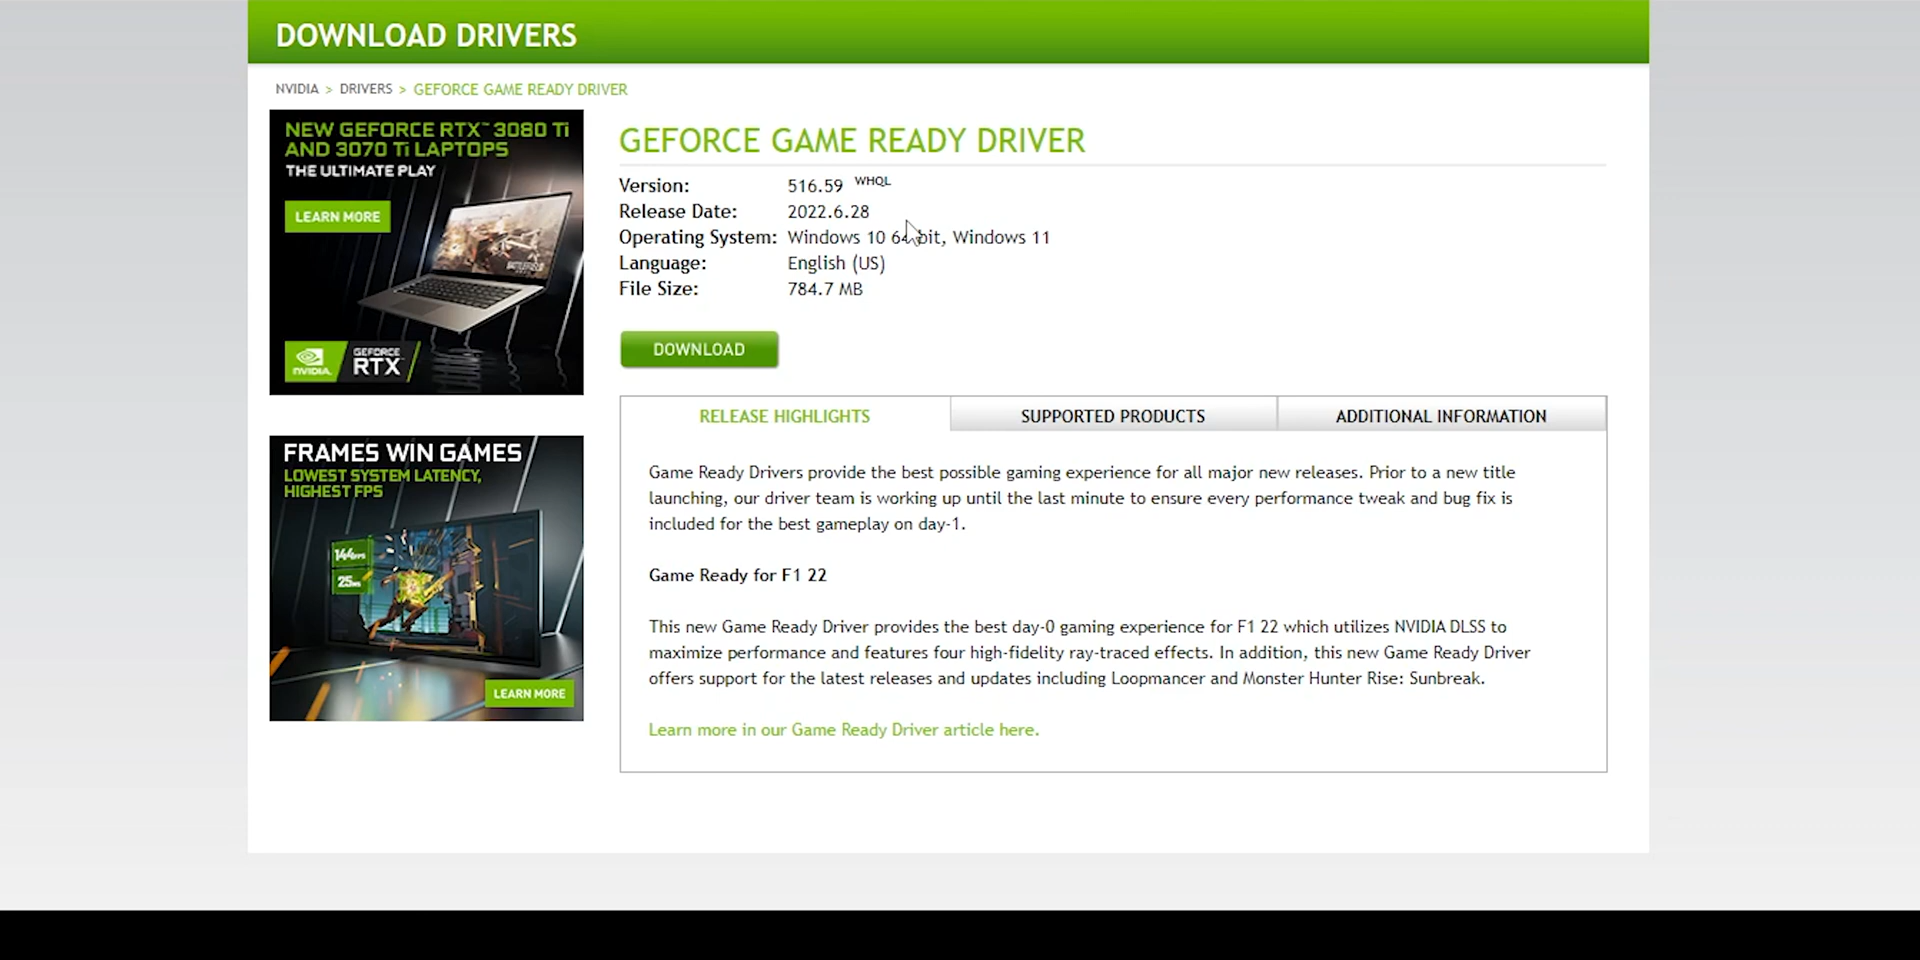 DOWNLOAD DRIVERS
NVIDIA > DRIVERS > GEFORCE GAME READY DRIVER
NEW GEFORCE RTX™ 3080 Ti
AND 3070 Ti LAPTOPS
THE ULTIMATE PLAY
LEARN MORE
BATTLEFIELD
NVIDIA.
GEFORCE
RTX
FRAMES WIN GAMES
LOWEST SYSTEM LATENCY,
HIGHEST FPS
144FPS
25MS
LEARN MORE
GEFORCE GAME READY DRIVER
Version: 516.59 WHQL
Release Date: 2022.6.28
Operating System: Windows 10 64-bit, Windows 11
Language: English (US)
File Size: 784.7 MB
DOWNLOAD
RELEASE HIGHLIGHTS SUPPORTED PRODUCTS ADDITIONAL INFORMATION
Game Ready Drivers provide the best possible gaming experience for all major new releases. Prior to a new title
launching, our driver team is working up until the last minute to ensure every performance tweak and bug fix is
included for the best gameplay on day-1.
Game Ready for F1 22
This new Game Ready Driver provides the best day-0 gaming experience for F1 22 which utilizes NVIDIA DLSS to
maximize performance and features four high-fidelity ray-traced effects. In addition, this new Game Ready Driver
offers support for the latest releases and updates including Loopmancer and Monster Hunter Rise: Sunbreak.
Learn more in our Game Ready Driver article here.